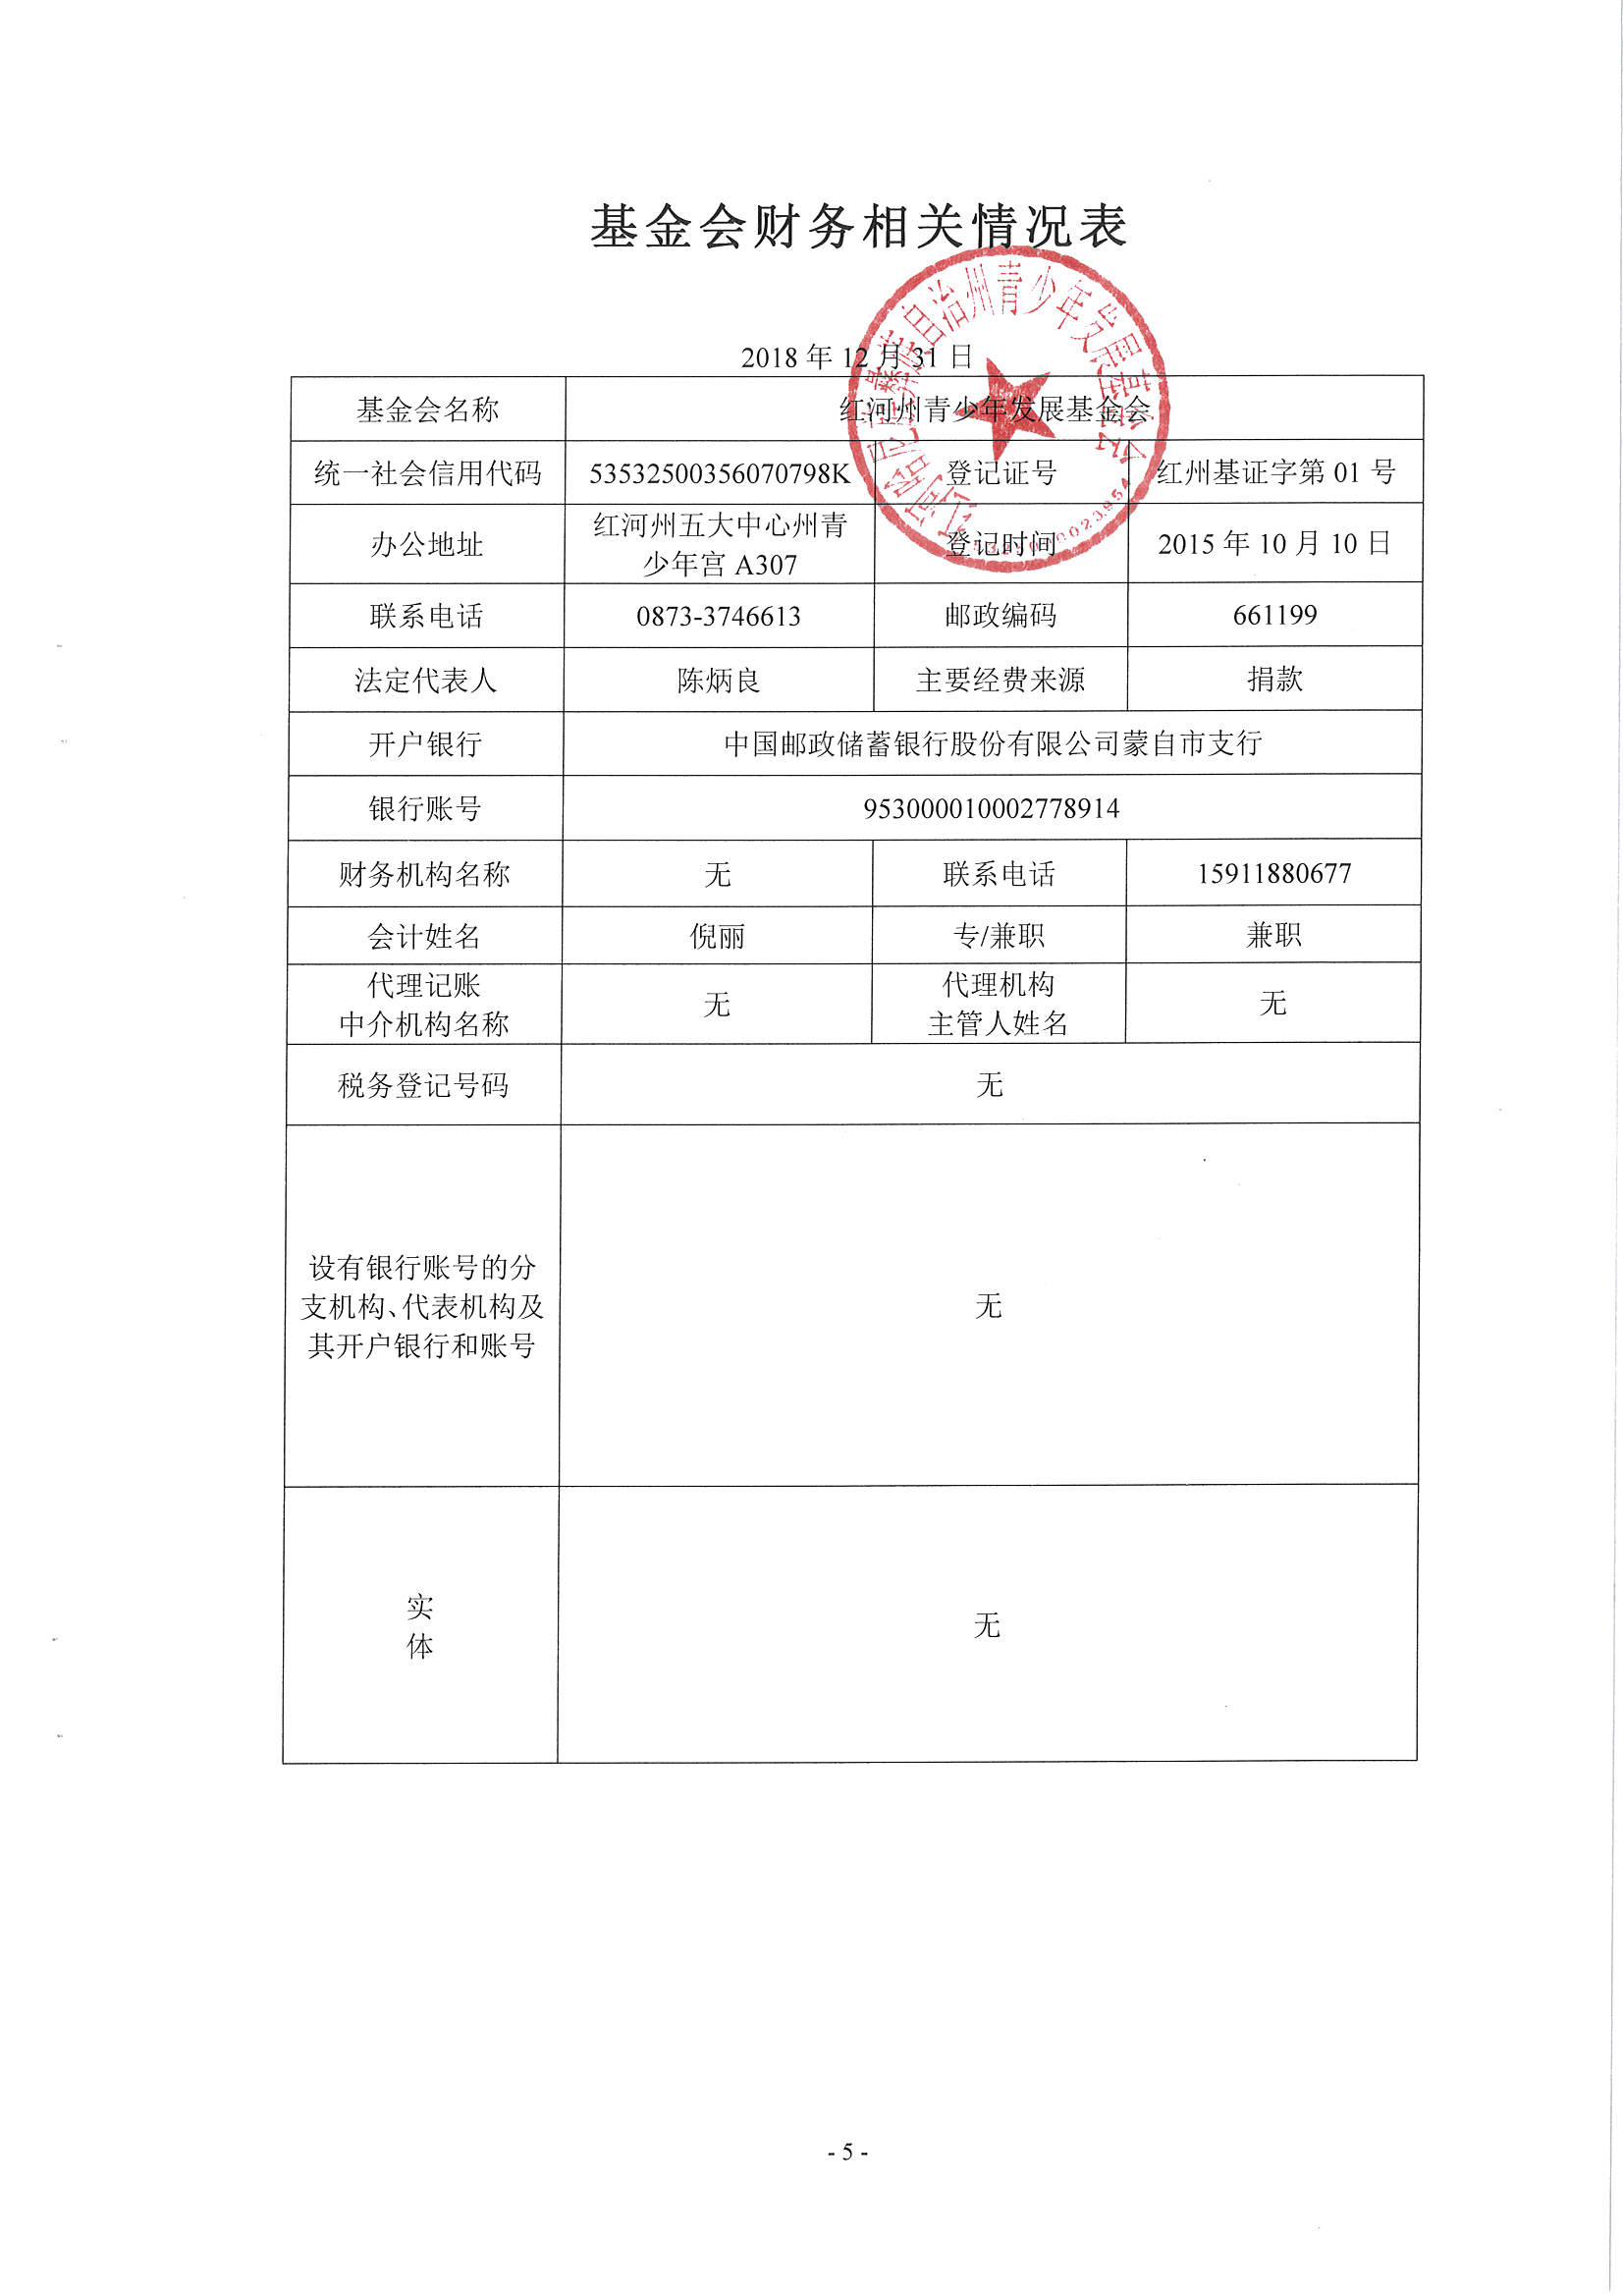 基金会财务相关情况表
红河哈尼族彝族自治州青少年发展基金会
2018 年 12 月 31 日
基金会名称 红河州青少年发展基金会
统一社会信用代码 53532500356070798K 登记证号 红州基证字第 01 号
办公地址 红河州五大中心州青 登记时间 2015 年 10 月 10 日
少年宫 A307
联系电话 0873-3746613 邮政编码 661199
法定代表人 陈炳良 主要经费来源 捐款
开户银行 中国邮政储蓄银行股份有限公司蒙自市支行
银行账号 953000010002778914
财务机构名称 无 联系电话 15911880677
会计姓名 倪丽 专/兼职 兼职
代理记账 无 代理机构 无
中介机构名称 主管人姓名
税务登记号码 无
设有银行账号的分
支机构、代表机构及 无
其开户银行和账号
实 无
体
- 5 -